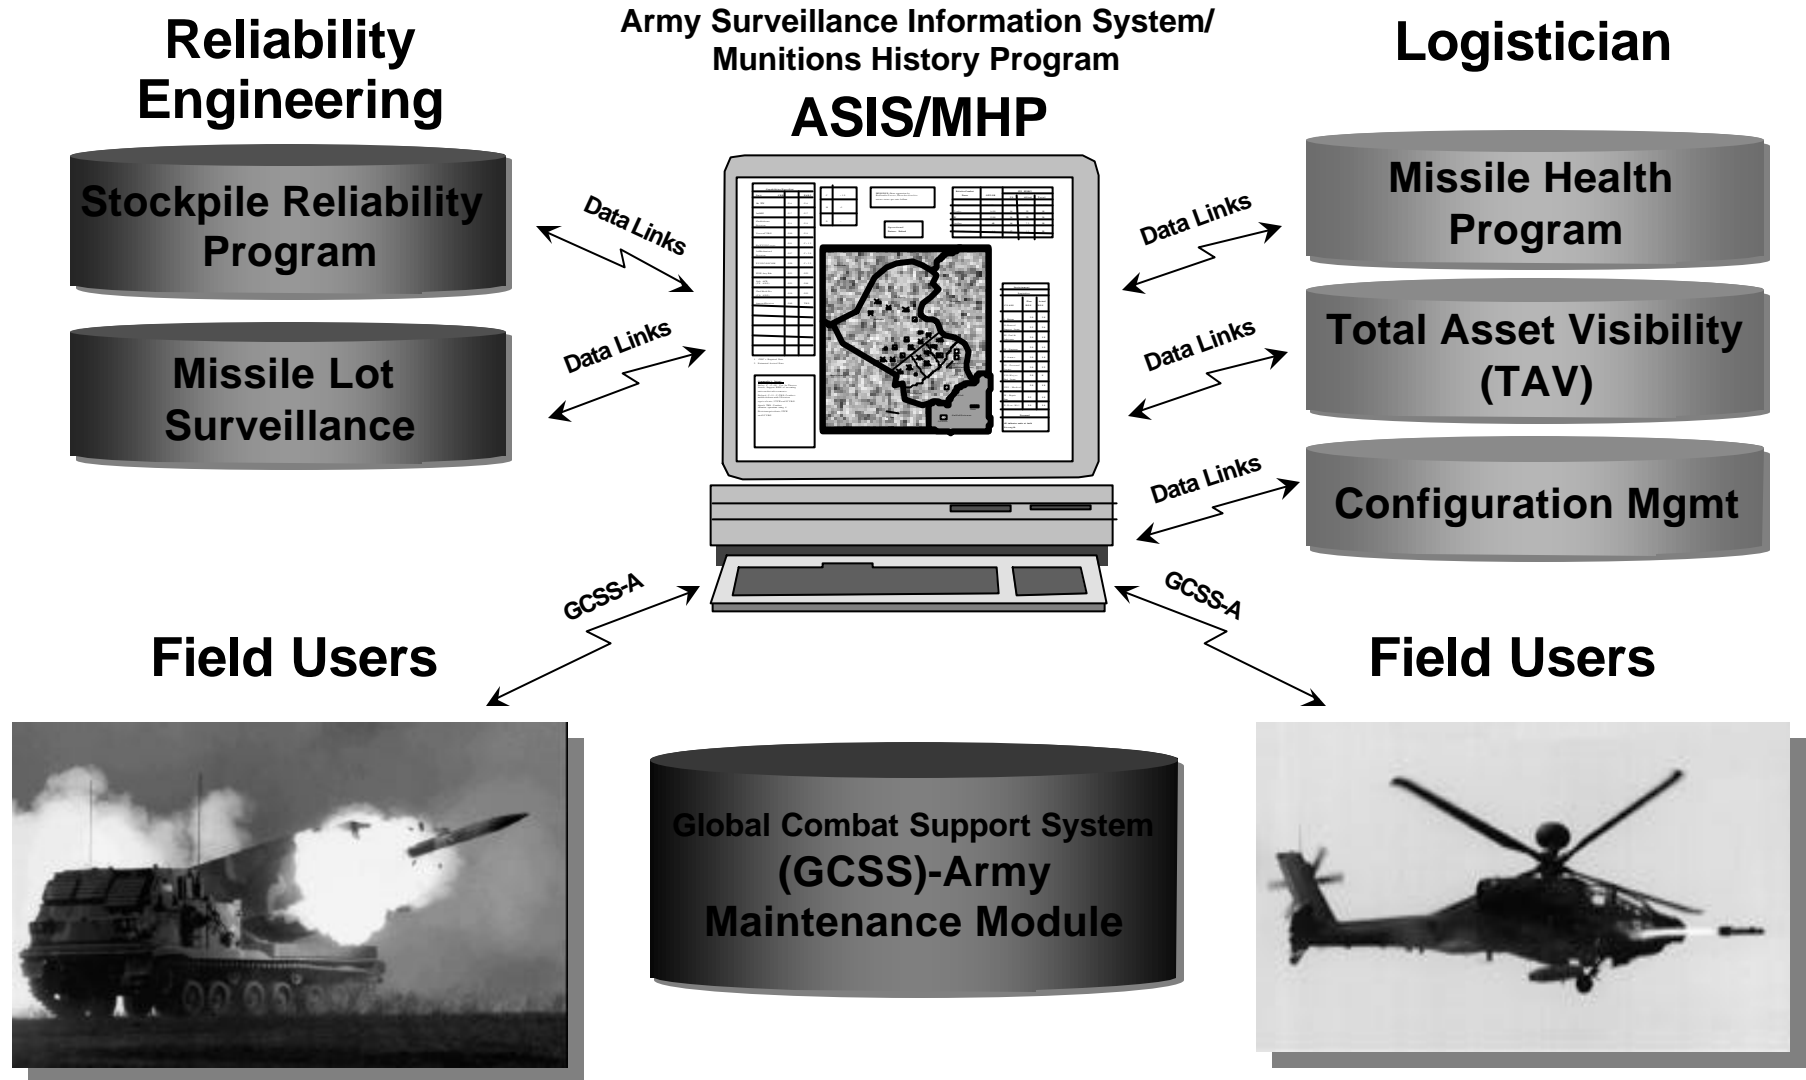 Reliability
Engineering
Stockpile Reliability
Program
Missile Lot
Surveillance
Data Links
Data Links
Army Surveillance Information System/
Munitions History Program
ASIS/MHP
Data Links
Data Links
Data Links
Logistician
Missile Health
Program
Total Asset Visibility
(TAV)
Configuration Mgmt
GCSS-A
GCSS-A
Field Users
Field Users
Global Combat Support System
(GCSS)-Army
Maintenance Module